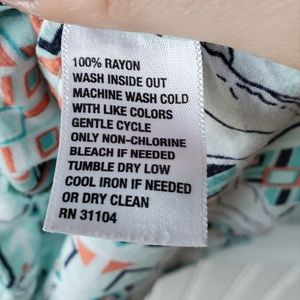 100% RAYON
WASH INSIDE OUT
MACHINE WASH COLD
WITH LIKE COLORS
GENTLE CYCLE
ONLY NON-CHLORINE
BLEACH IF NEEDED
TUMBLE DRY LOW
COOL IRON IF NEEDED
OR DRY CLEAN
RN 31104